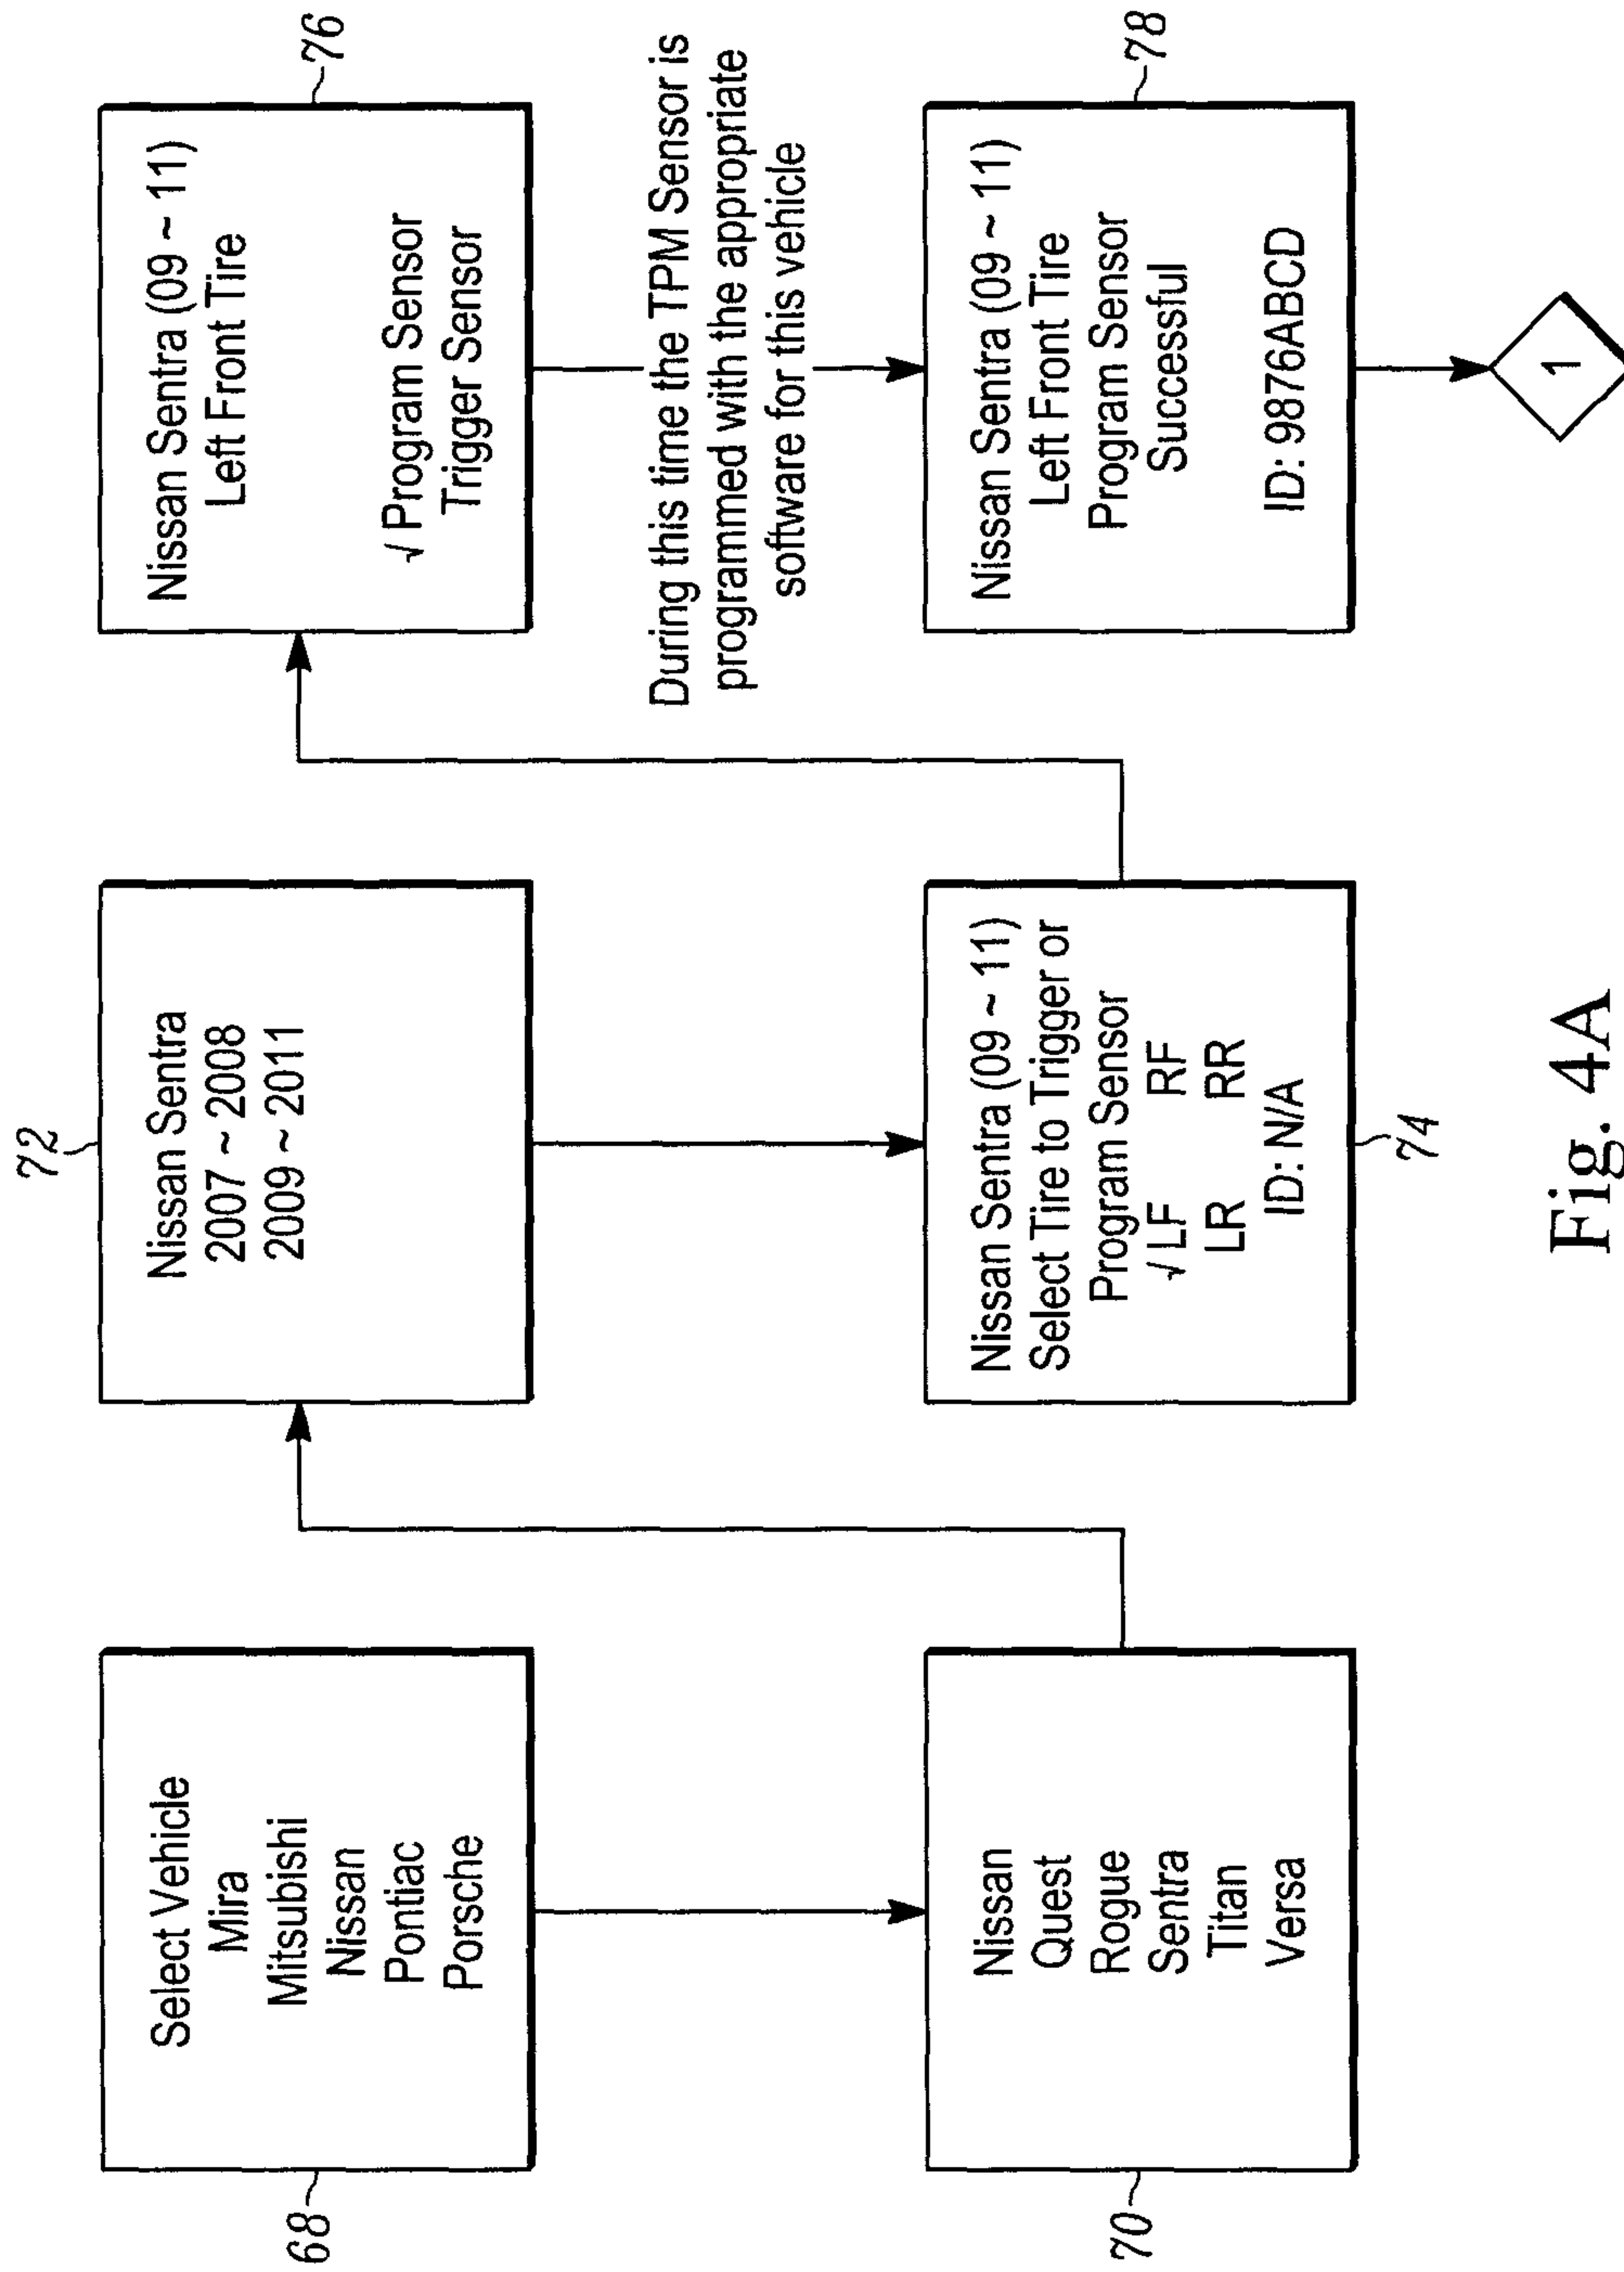 68
Select Vehicle
Mira
Mitsubishi
Nissan
Pontiac
Porsche
70
Nissan
Quest
Rogue
Sentra
Titan
Versa
72
Nissan Sentra
2007 ~ 2008
2009 ~ 2011
Nissan Sentra (09 ~ 11)
Select Tire to Trigger or
Program Sensor
√ LF RF
LR RR
ID: N/A
74
Nissan Sentra (09 ~ 11)
Left Front Tire
√ Program Sensor
Trigger Sensor
76
During this time the TPM Sensor is
programmed with the appropriate
software for this vehicle
Nissan Sentra (09 ~ 11)
Left Front Tire
Program Sensor
Successful
ID: 9876ABCD
78
1
Fig. 4A